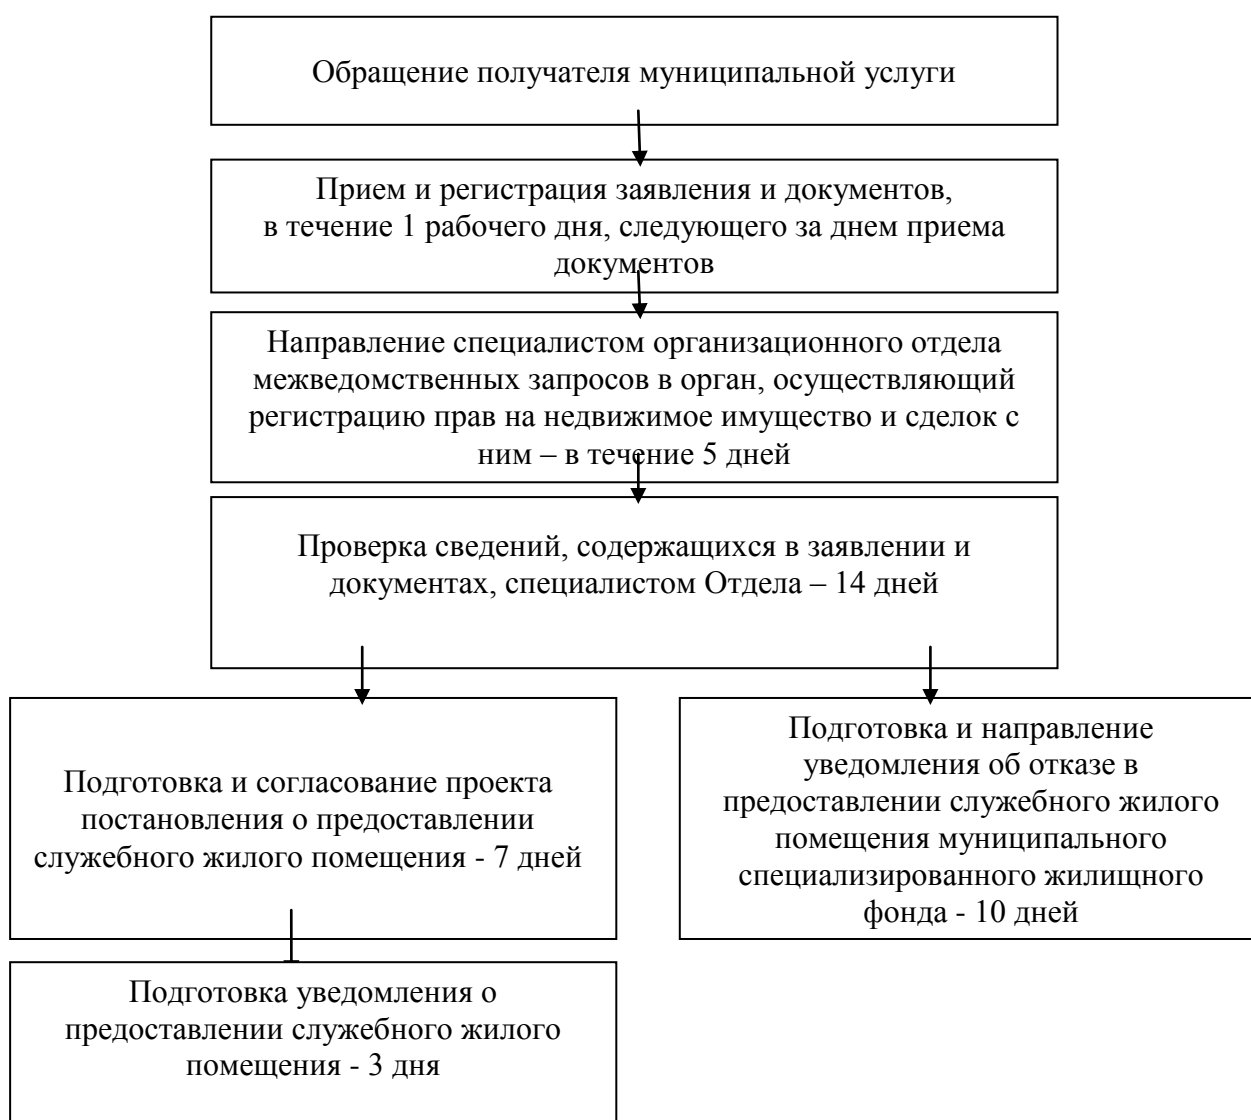 Обращение получателя муниципальной услуги
Прием и регистрация заявления и документов,
в течение 1 рабочего дня, следующего за днем приема
документов
Направление специалистом организационного отдела
межведомственных запросов в орган, осуществляющий
регистрацию прав на недвижимое имущество и сделок с
ним – в течение 5 дней
Проверка сведений, содержащихся в заявлении и
документах, специалистом Отдела – 14 дней
Подготовка и согласование проекта
постановления о предоставлении
служебного жилого помещения - 7 дней
Подготовка и направление
уведомления об отказе в
предоставлении служебного жилого
помещения муниципального
специализированного жилищного
фонда - 10 дней
Подготовка уведомления о
предоставлении служебного жилого
помещения - 3 дня